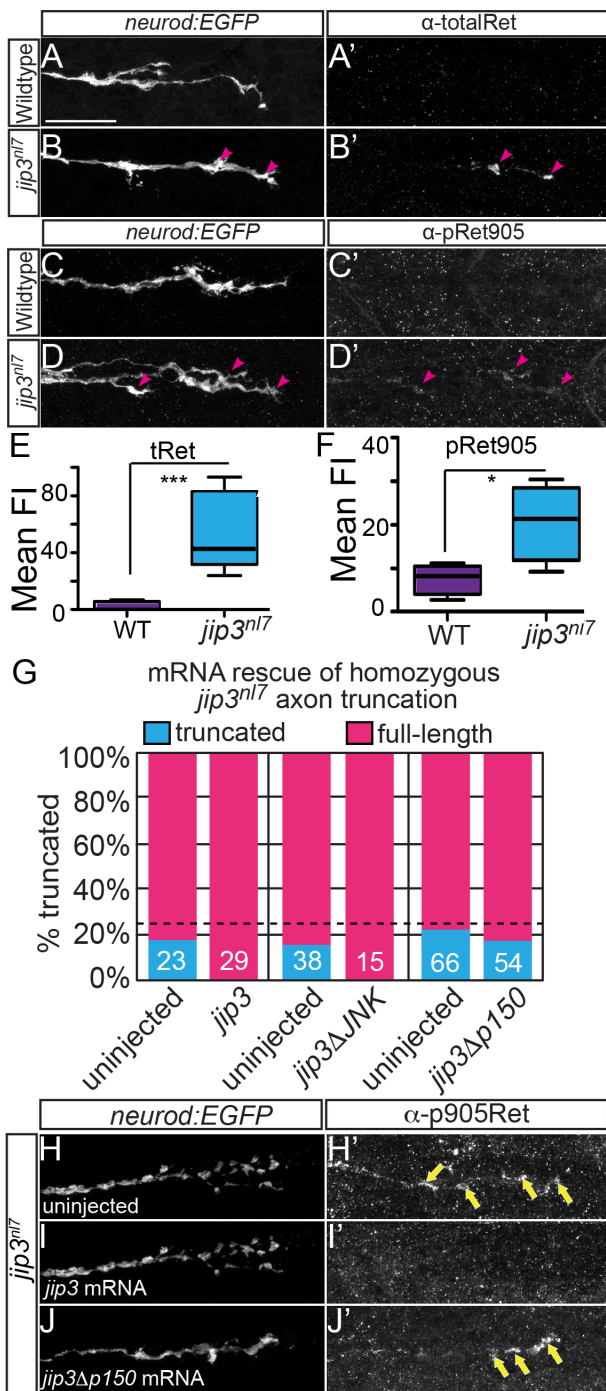 neurod:EGFP α-totalRet
Wildtype A A'
jip3nl7 B B'
neurod:EGFP α-pRet905
Wildtype C C'
jip3nl7 D D'
E tRet
Mean FI
80
40
0
***
WT jip3nl7
F pRet905
Mean FI
40
20
0
*
WT jip3nl7
G mRNA rescue of homozygous
jip3nl7 axon truncation
truncated full-length
% truncated
100%
80%
60%
40%
20%
0%
23 29 38 15 66 54
uninjected jip3 uninjected jip3ΔJNK uninjected jip3Δp150
neurod:EGFP α-p905Ret
jip3nl7
H H'
uninjected
I I'
jip3 mRNA
J J'
jip3Δp150 mRNA